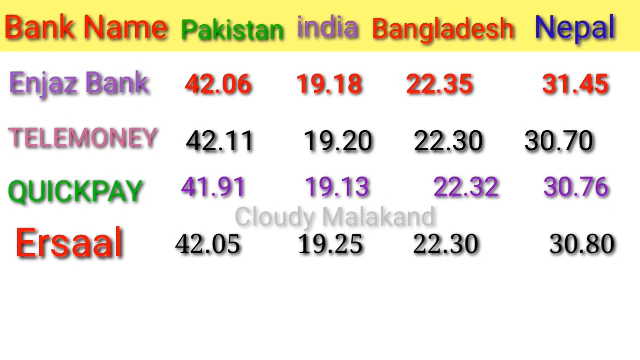 Bank Name Pakistan india Bangladesh Nepal
Enjaz Bank 42.06 19.18 22.35 31.45
TELEMONEY 42.11 19.20 22.30 30.70
QUICKPAY 41.91 19.13 22.32 30.76
Cloudy Malakand
Ersaal 42.05 19.25 22.30 30.80